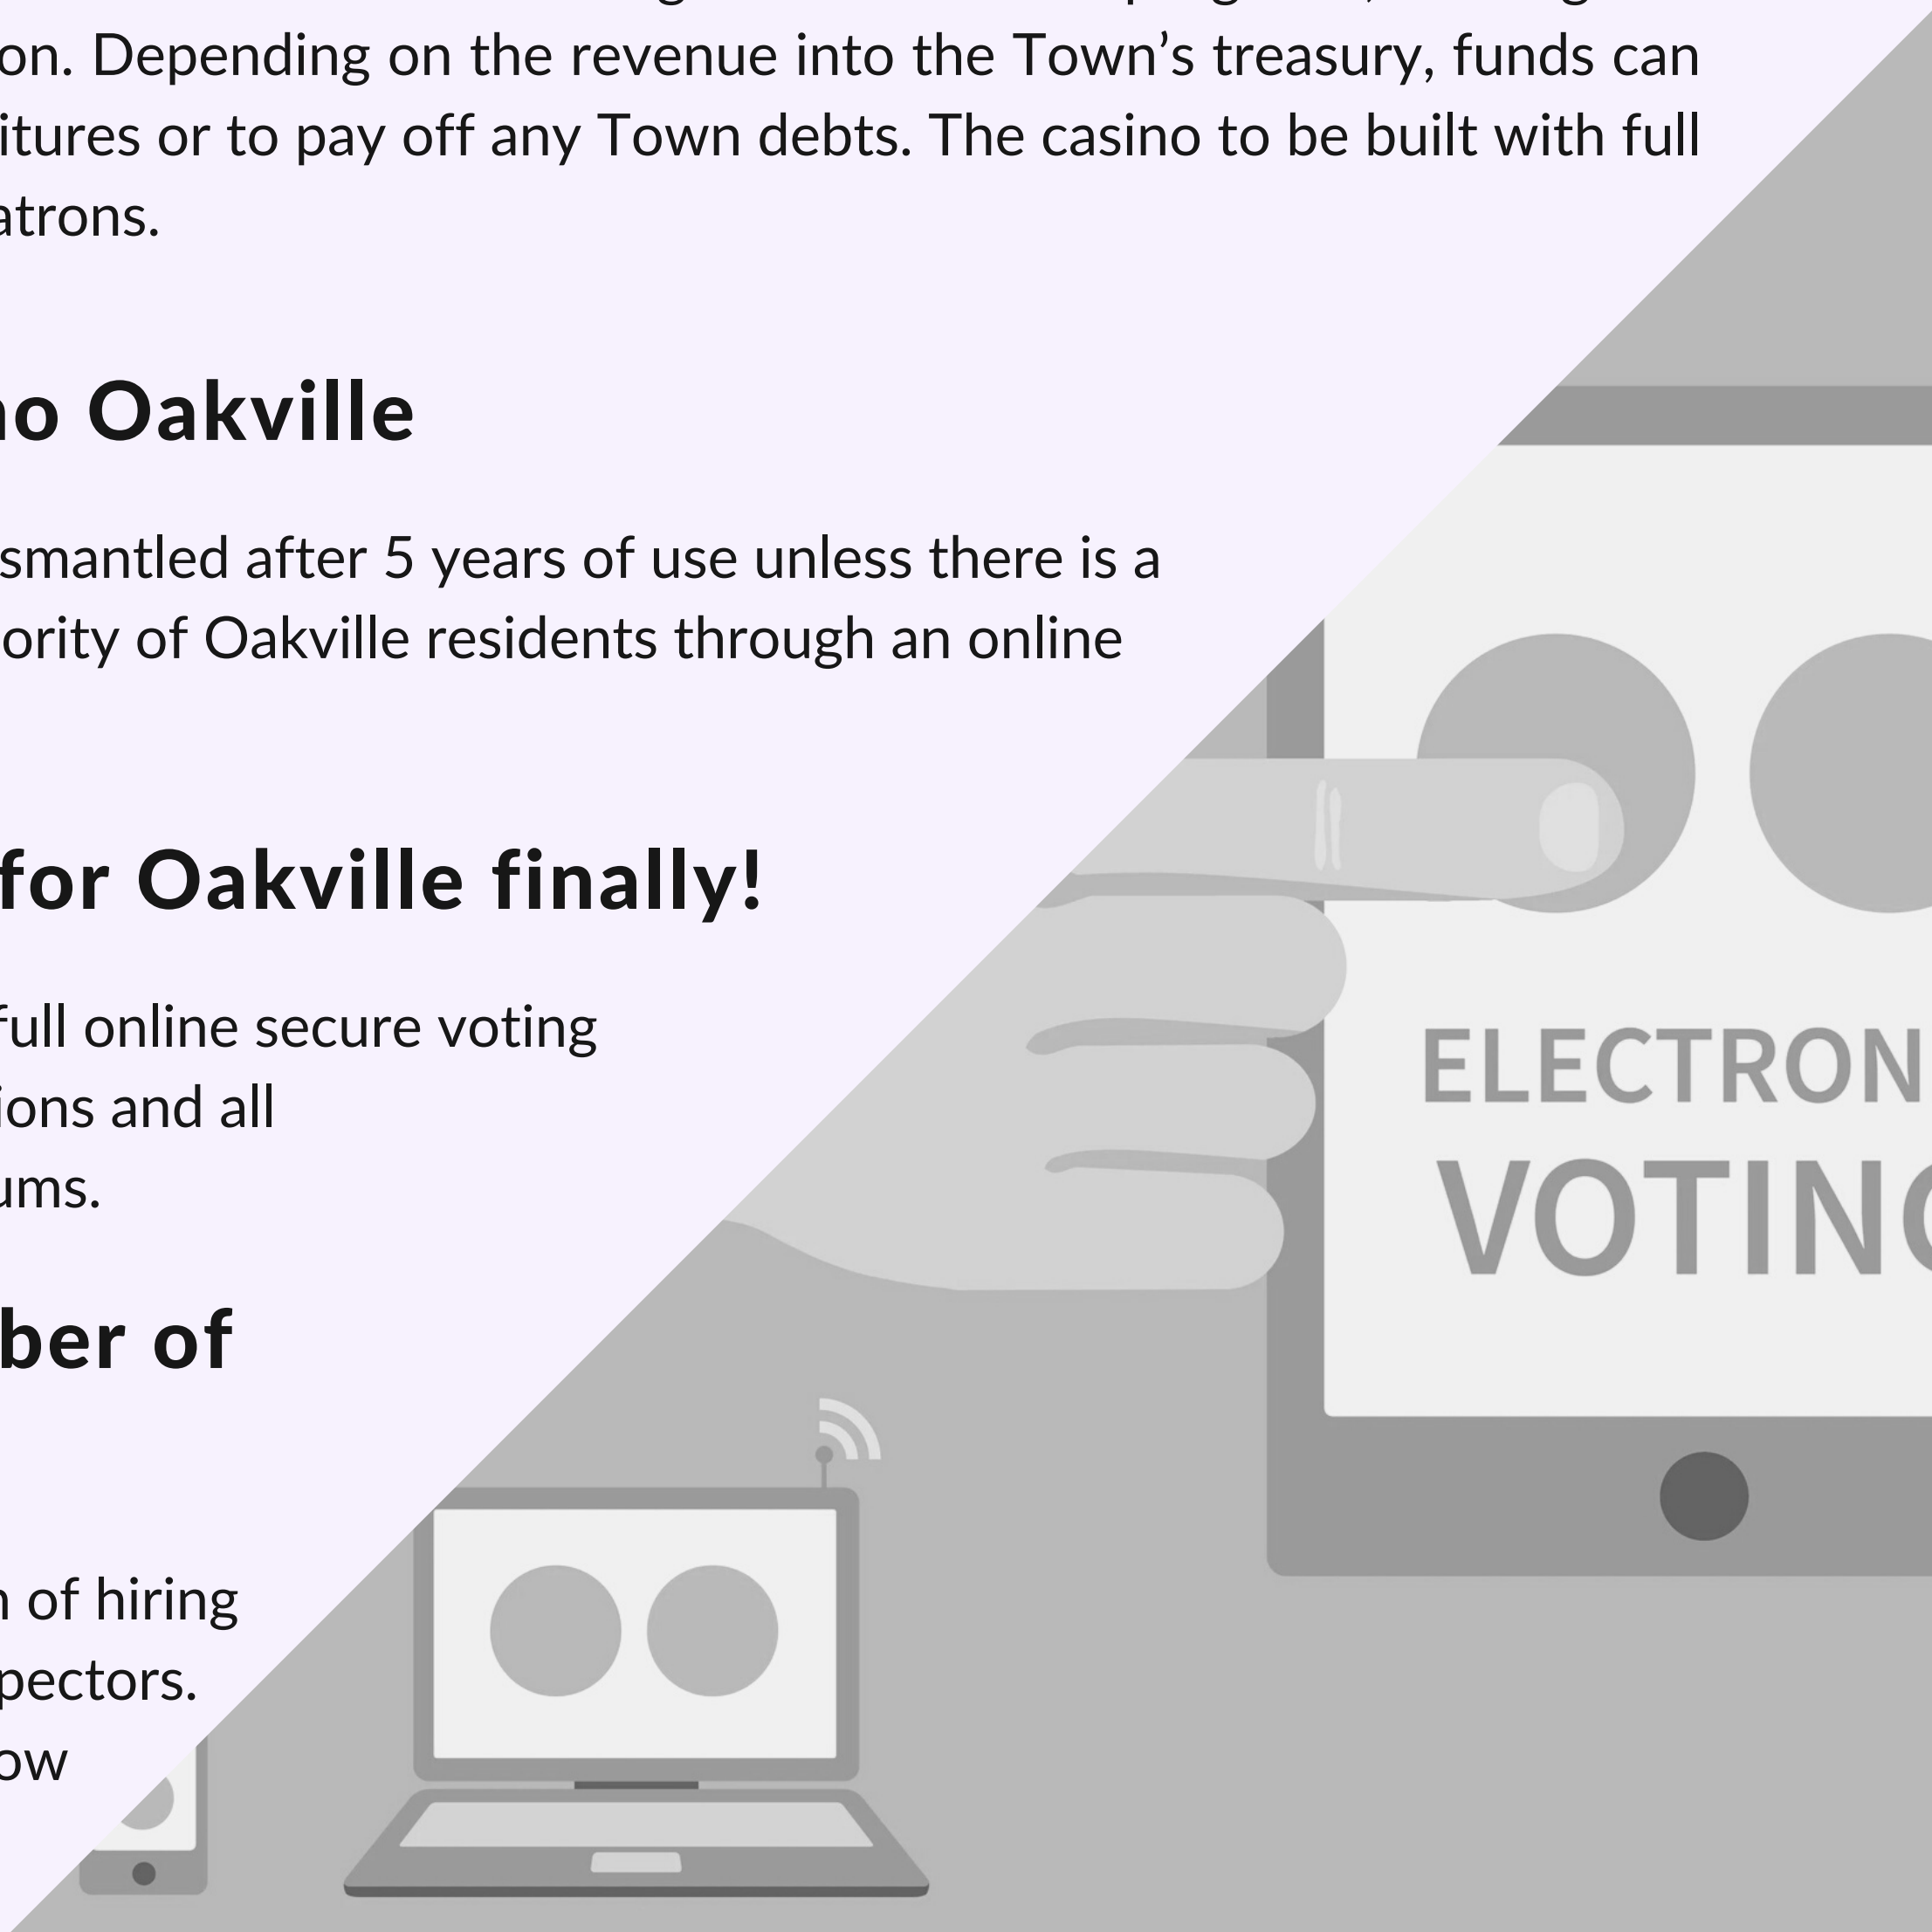 on. Depending on the revenue into the Town’s treasury, funds can
itures or to pay off any Town debts. The casino to be built with full
atrons.
no Oakville
smantled after 5 years of use unless there is a
ority of Oakville residents through an online
for Oakville finally!
full online secure voting
ions and all
ums.
ber of
n of hiring
pectors.
ow
ELECTRON
VOTING